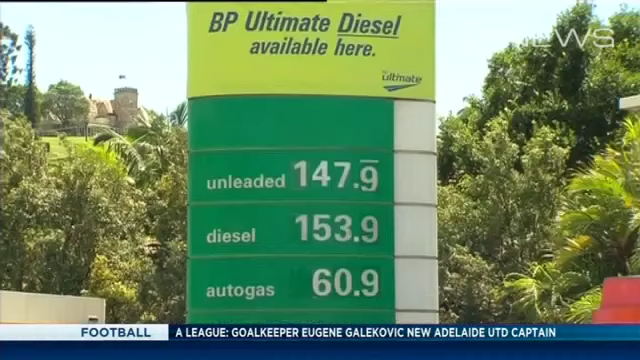 BP Ultimate Diesel
available here.
ultimate
NEWS
unleaded 147.9
diesel 153.9
autogas 60.9
FOOTBALL A LEAGUE: GOALKEEPER EUGENE GALEKOVIC NEW ADELAIDE UTD CAPTAIN